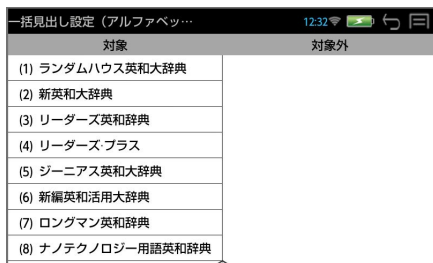 一括見出し設定（アルファベッ… 12:32
対象 対象外
(1) ランダムハウス英和大辞典
(2) 新英和大辞典
(3) リーダーズ英和辞典
(4) リーダーズ·プラス
(5) ジーニアス英和大辞典
(6) 新編英和活用大辞典
(7) ロングマン英和辞典
(8) ナノテクノロジー用語英和辞典